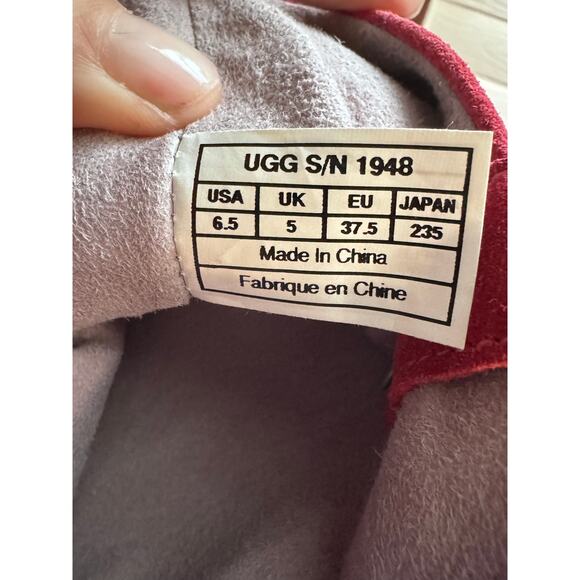 UGG S/N 1948
USA UK EU JAPAN
6.5 5 37.5 235
Made In China
Fabrique en Chine